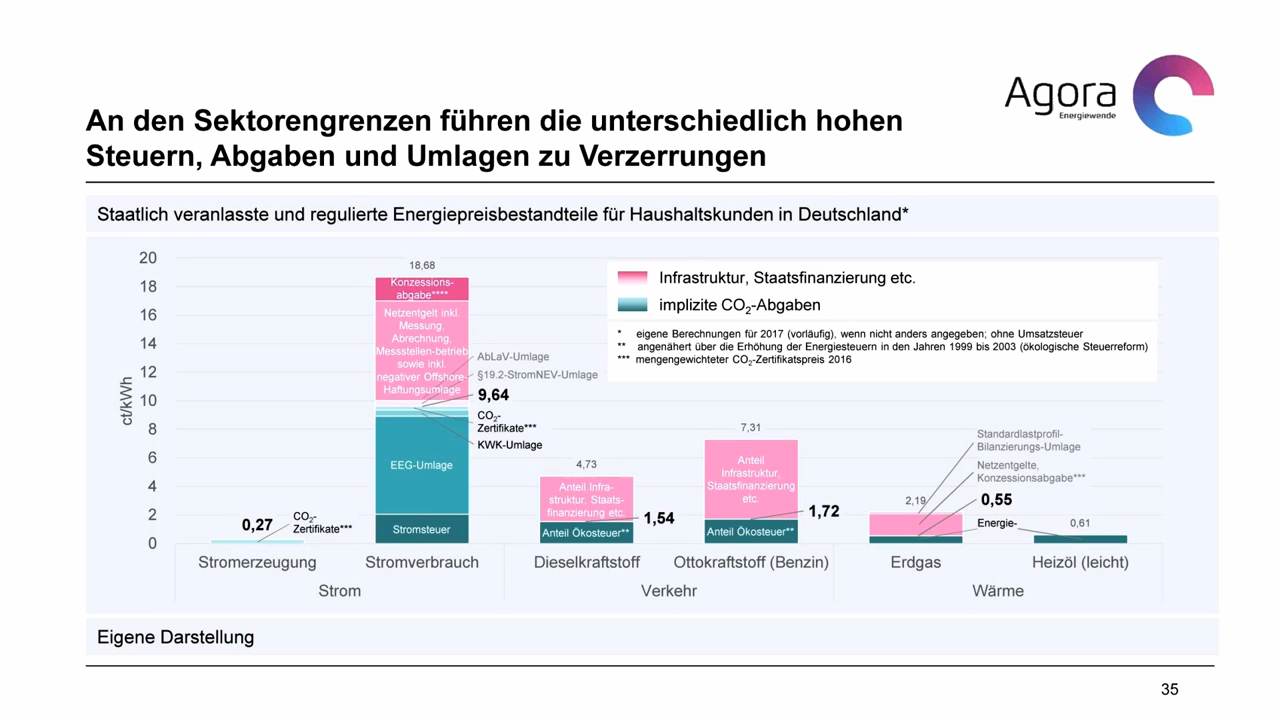 Agora
Energiewende
An den Sektorengrenzen führen die unterschiedlich hohen
Steuern, Abgaben und Umlagen zu Verzerrungen
Staatlich veranlasste und regulierte Energiepreisbestandteile für Haushaltskunden in Deutschland*
ct/kWh
20
18
16
14
12
10
8
6
4
2
0
Infrastruktur, Staatsfinanzierung etc.
implizite CO₂-Abgaben
* eigene Berechnungen für 2017 (vorläufig), wenn nicht anders angegeben; ohne Umsatzsteuer
** angenähert über die Erhöhung der Energiesteuern in den Jahren 1999 bis 2003 (ökologische Steuerreform)
*** mengengewichteter CO₂-Zertifikatspreis 2016
0,27
CO₂-
Zertifikate***
18,68
Konzessions-
abgabe****
Netzentgelt inkl.
Messung,
Abrechnung,
Messstellen-betrieb
sowie inkl.
negativer Offshore-
Haftungsumlage
EEG-Umlage
Stromsteuer
AbLaV-Umlage
§19.2-StromNEV-Umlage
9,64
CO₂-
Zertifikate***
KWK-Umlage
4,73
Anteil Infra-
struktur, Staats-
finanzierung etc.
Anteil Ökosteuer**
1,54
7,31
Anteil
Infrastruktur,
Staatsfinanzierung
etc.
Anteil Ökosteuer**
1,72
2,19
Standardlastprofil-
Bilanzierungs-Umlage
Netzentgelte,
Konzessionsabgabe***
0,55
Energie-
0,61
Stromerzeugung
Stromverbrauch
Dieselkraftstoff
Ottokraftstoff (Benzin)
Erdgas
Heizöl (leicht)
Strom
Verkehr
Wärme
Eigene Darstellung
35